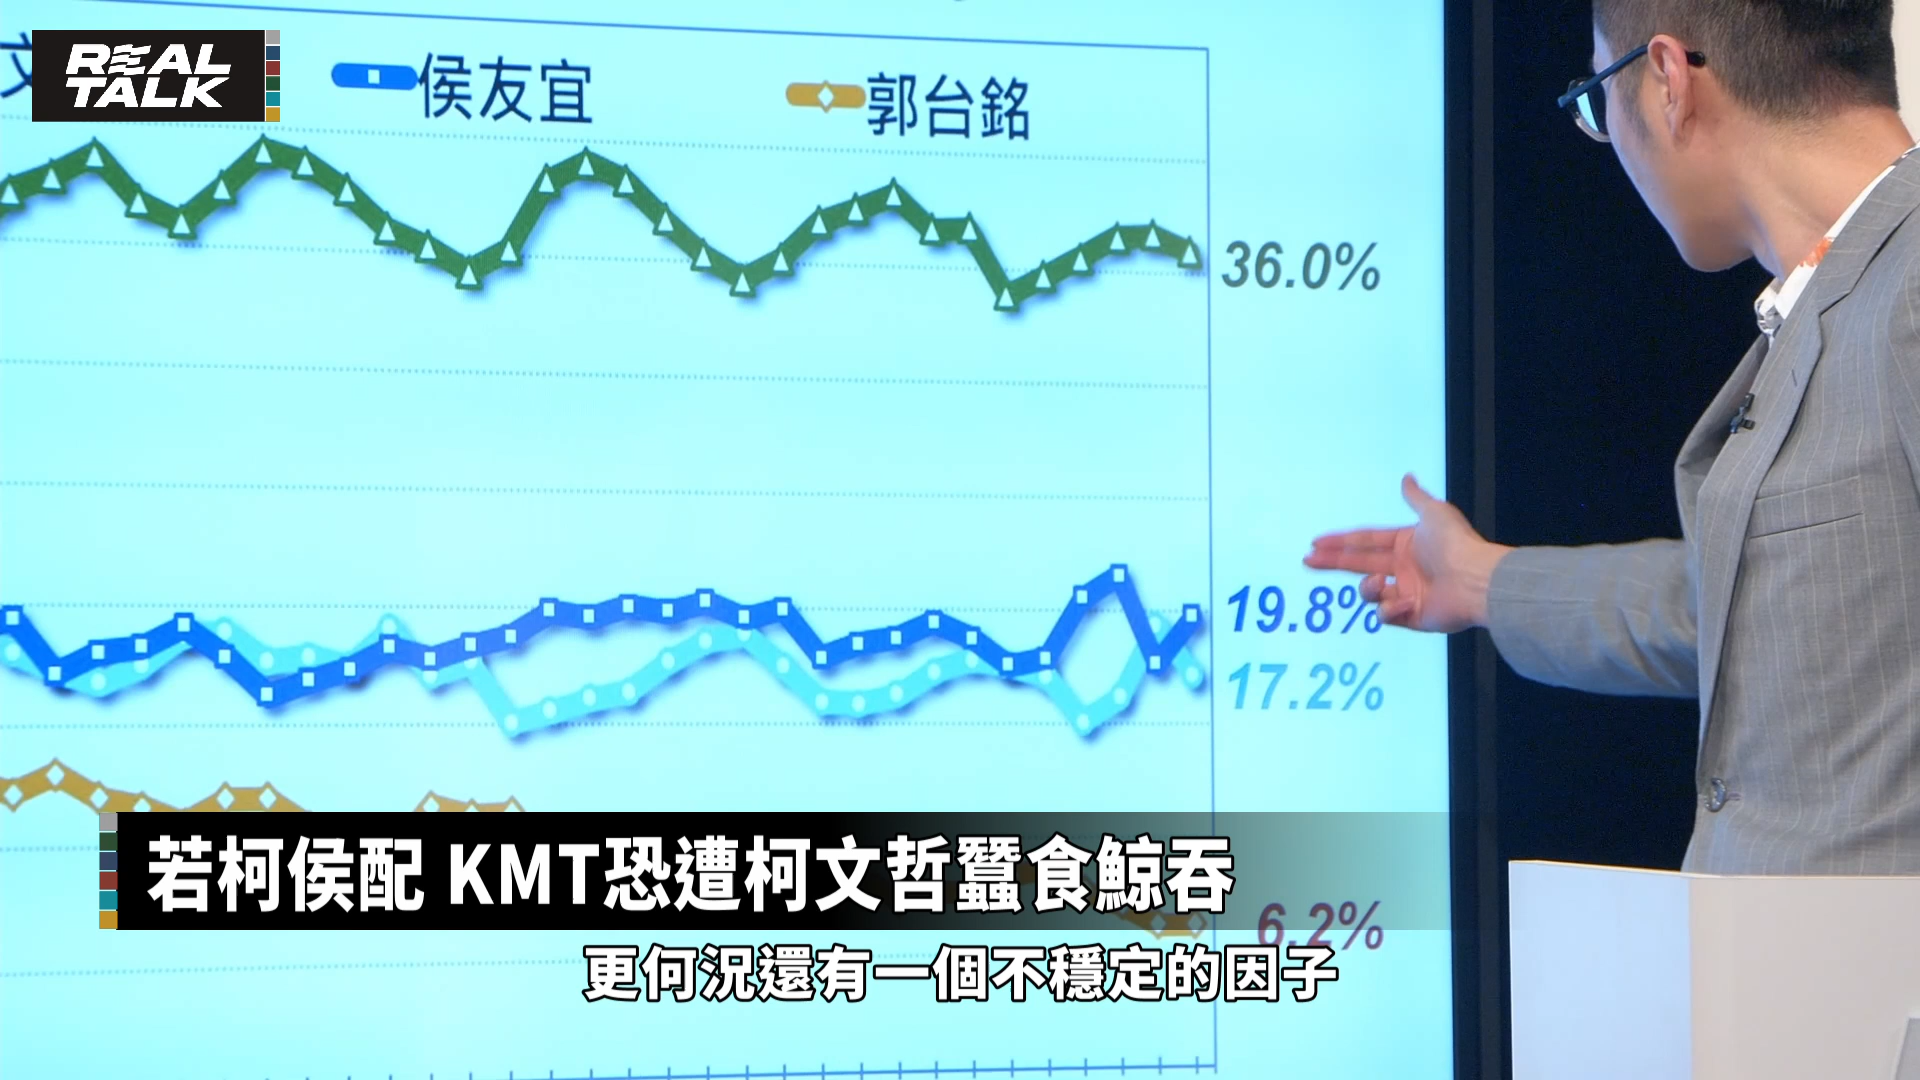 REAL
TALK
文
侯友宜
郭台銘
36.0%
19.8%
17.2%
6.2%
若柯侯配 KMT恐遭柯文哲蠶食鯨吞
更何況還有一個不穩定的因子